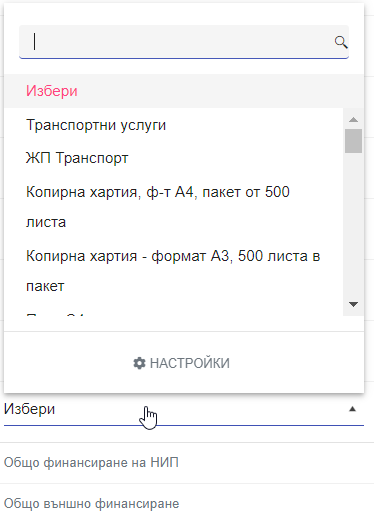 Избери
Транспортни услуги
ЖП Транспорт
Копирна хартия, ф-т А4, пакет от 500
листа
Копирна хартия - формат А3, 500 листа в
пакет
НАСТРОЙКИ
Избери
Общо финансиране на НИП
Общо външно финансиране